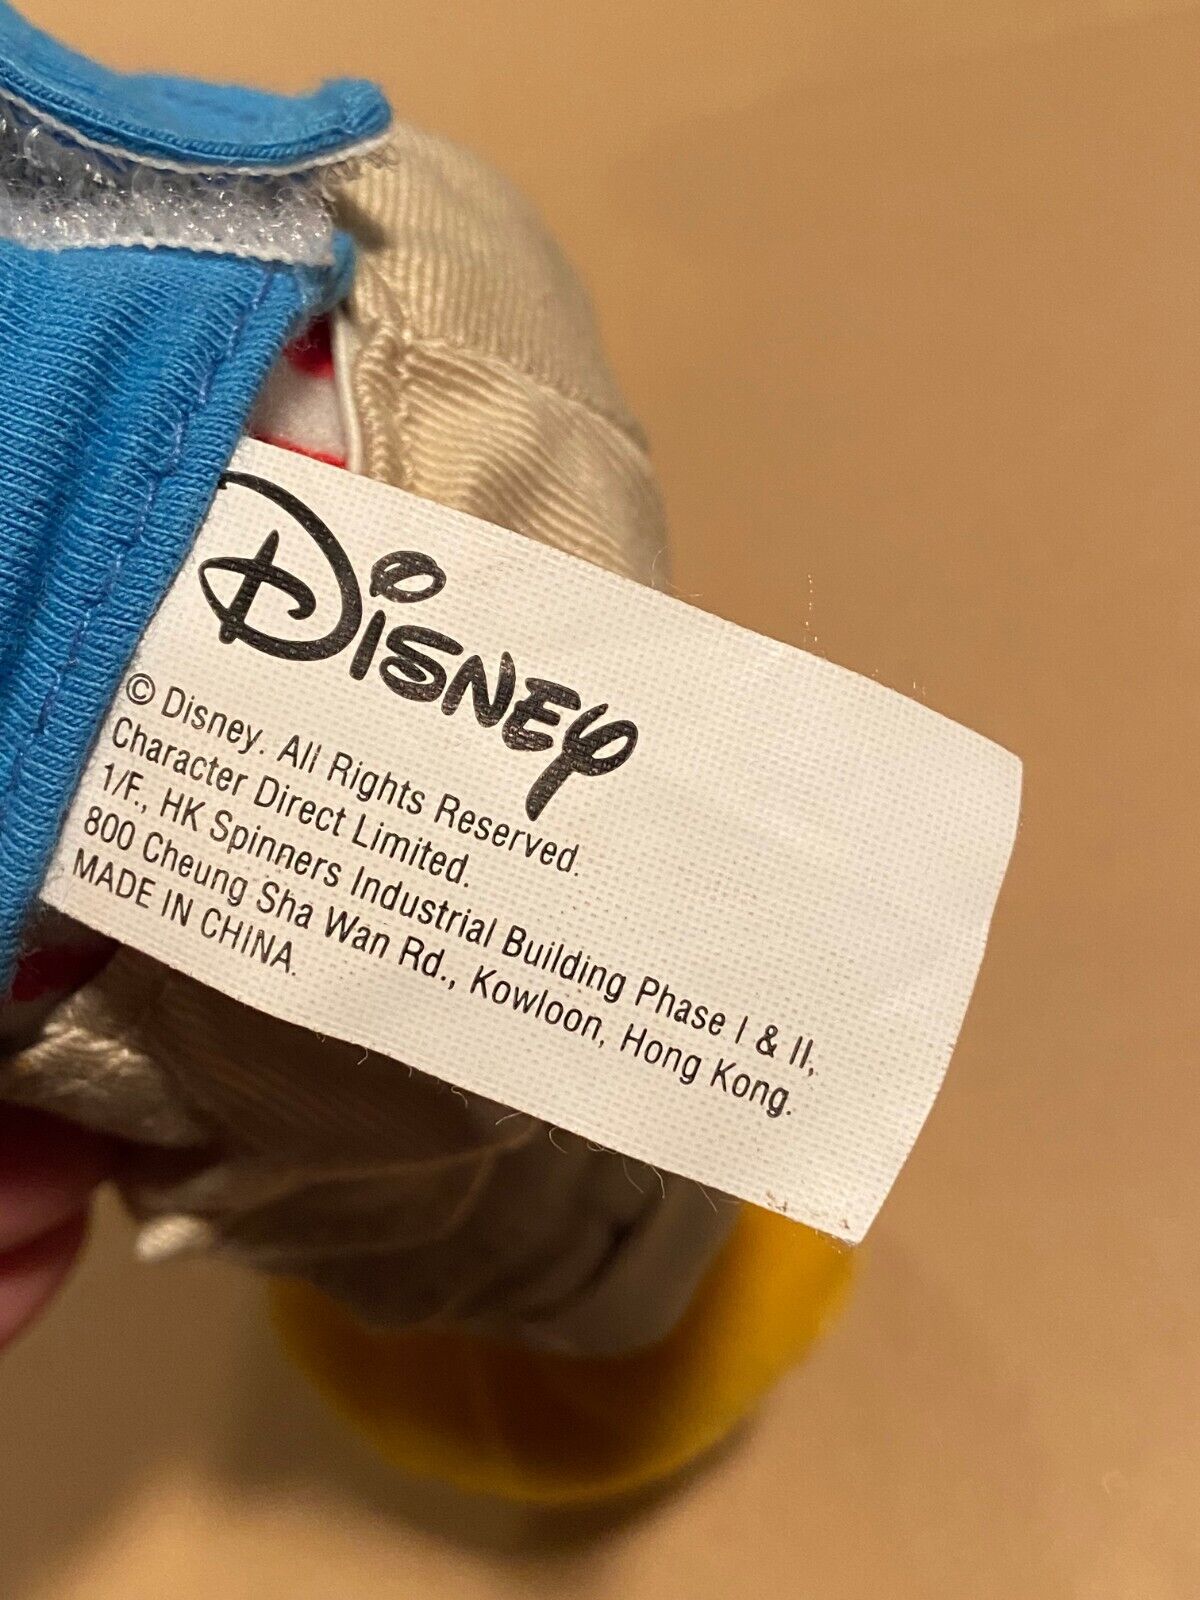 Disney
© Disney. All Rights Reserved.
Character Direct Limited.
1/F., HK Spinners Industrial Building Phase I & II,
800 Cheung Sha Wan Rd., Kowloon, Hong Kong.
MADE IN CHINA.